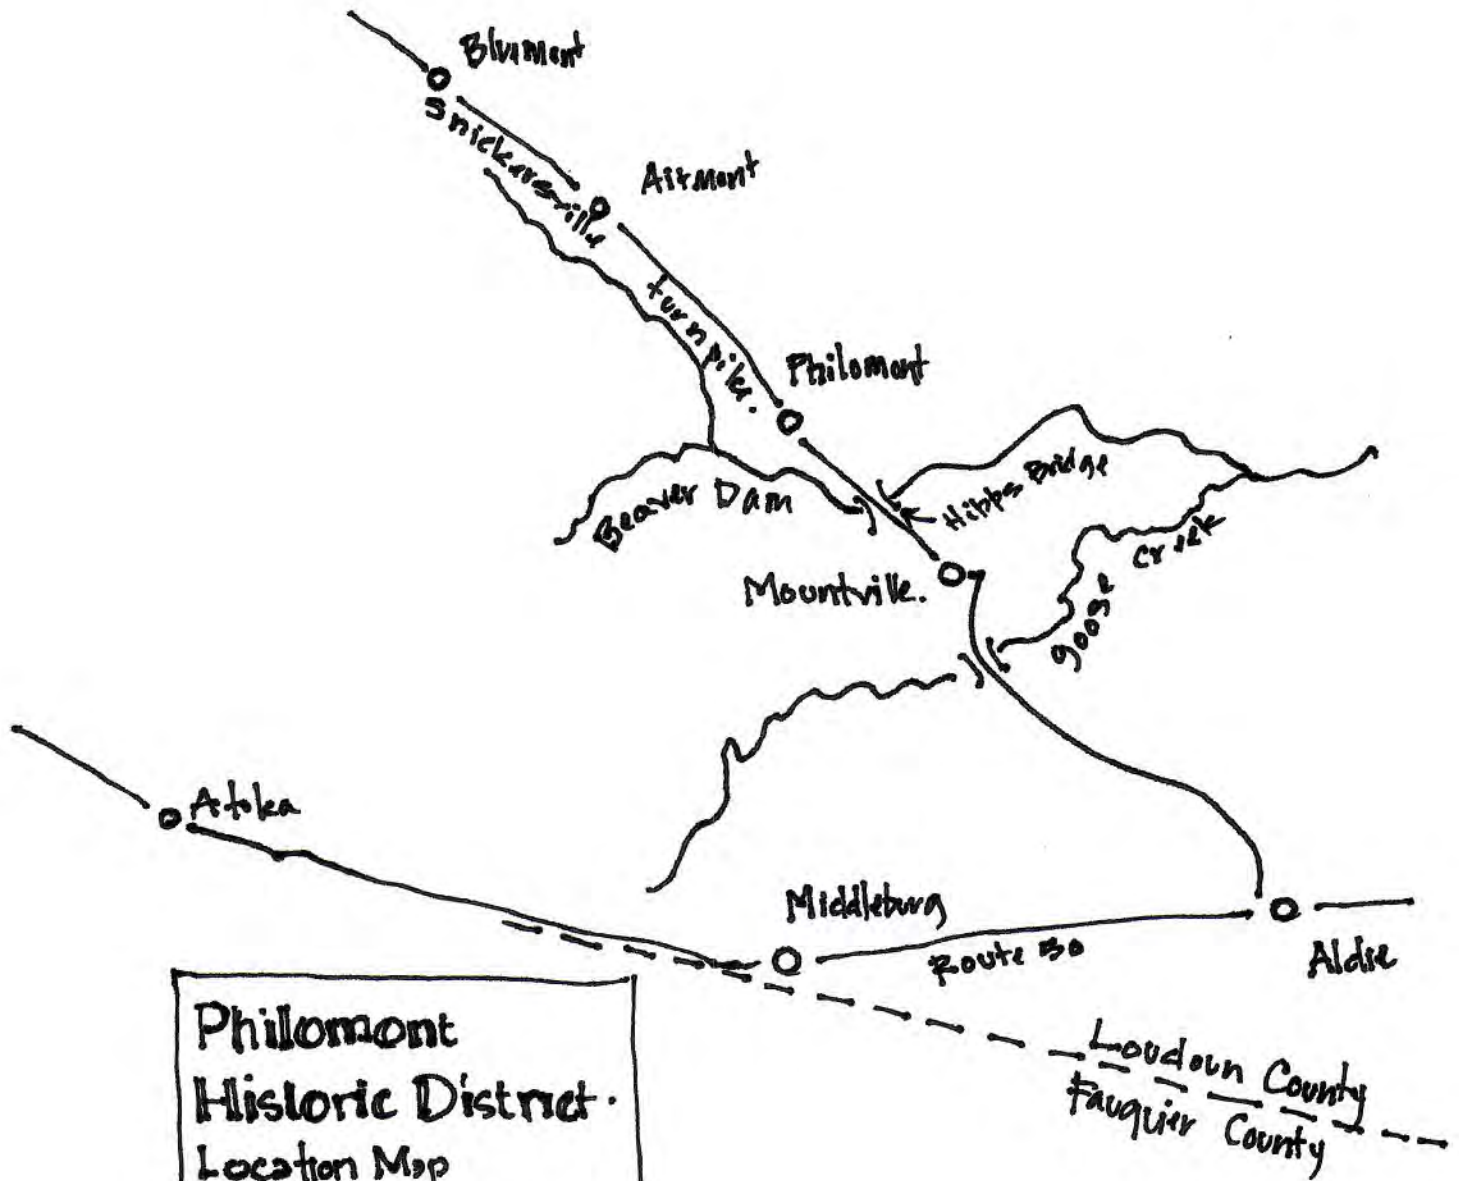 Bluemont
Snickersville
turnpike.
Airmont
Philomont
Hibbs Bridge
Beaver Dam
Goose Creek
Mountville.
Atoka
Middleburg
Route 50
Aldie
Loudoun County
Fauquier County
Philomont
Historic District.
Location Map